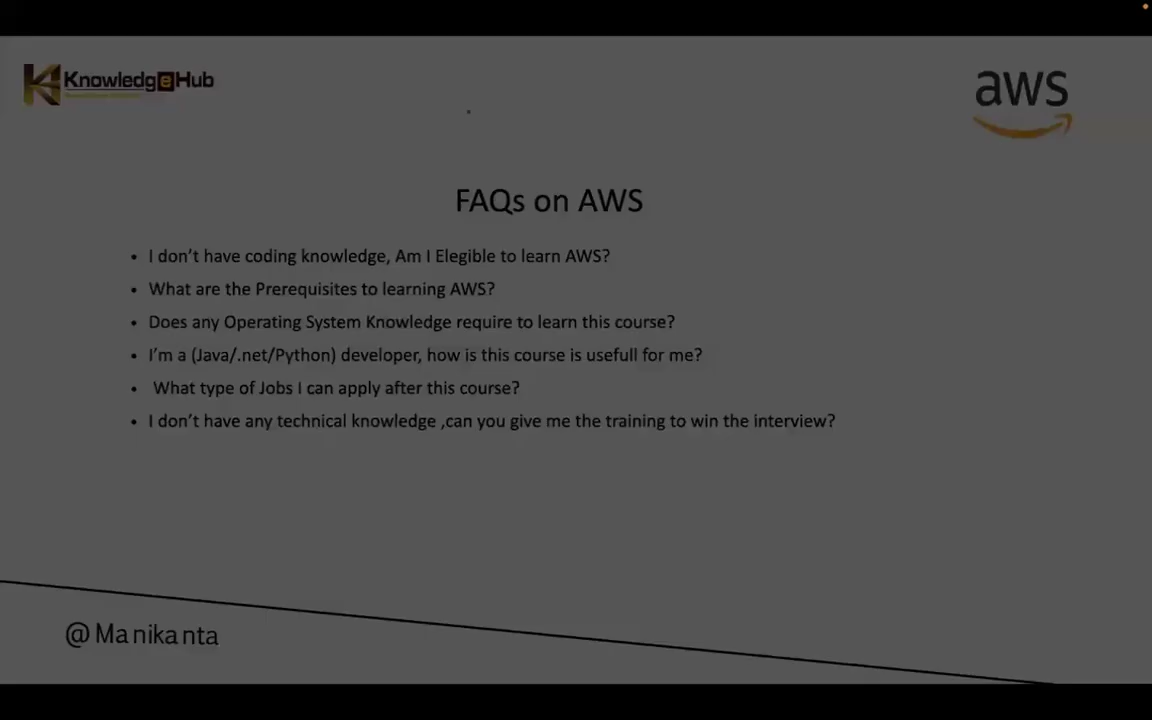 KnowledgeHub
aws
FAQs on AWS
• I don't have coding knowledge, Am I Elegible to learn AWS?
• What are the Prerequisites to learning AWS?
• Does any Operating System Knowledge require to learn this course?
• I'm a (Java/.net/Python) developer, how is this course is usefull for me?
• What type of Jobs I can apply after this course?
• I don't have any technical knowledge ,can you give me the training to win the interview?
@Manikanta